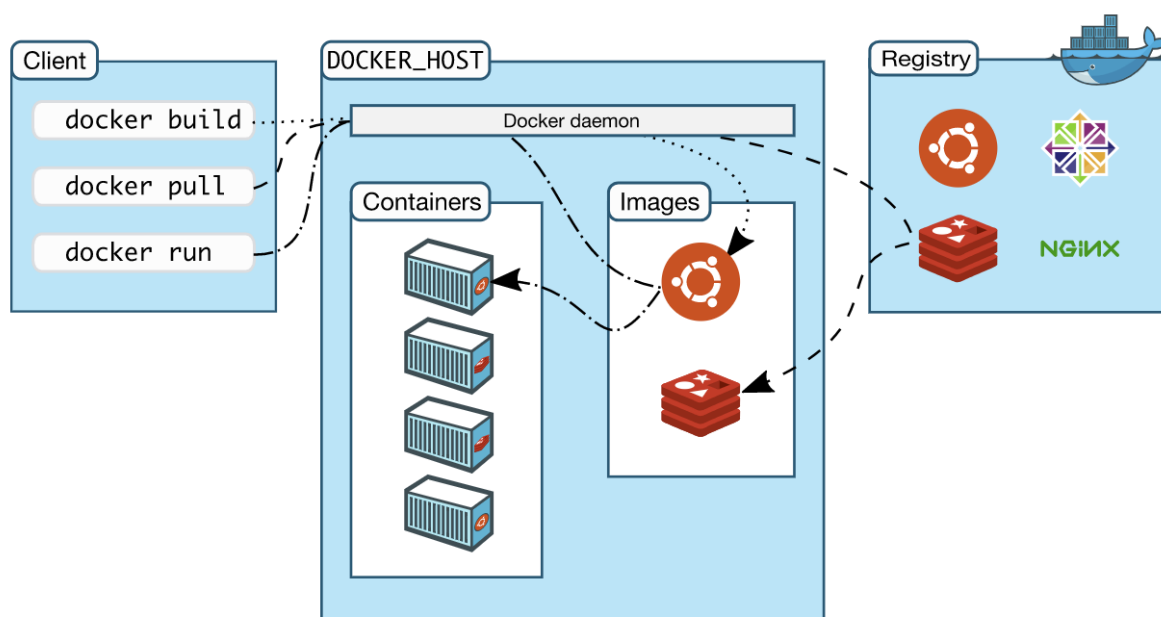 Client
docker build
docker pull
docker run
DOCKER_HOST
Docker daemon
Containers
Images
Registry
NGiNX